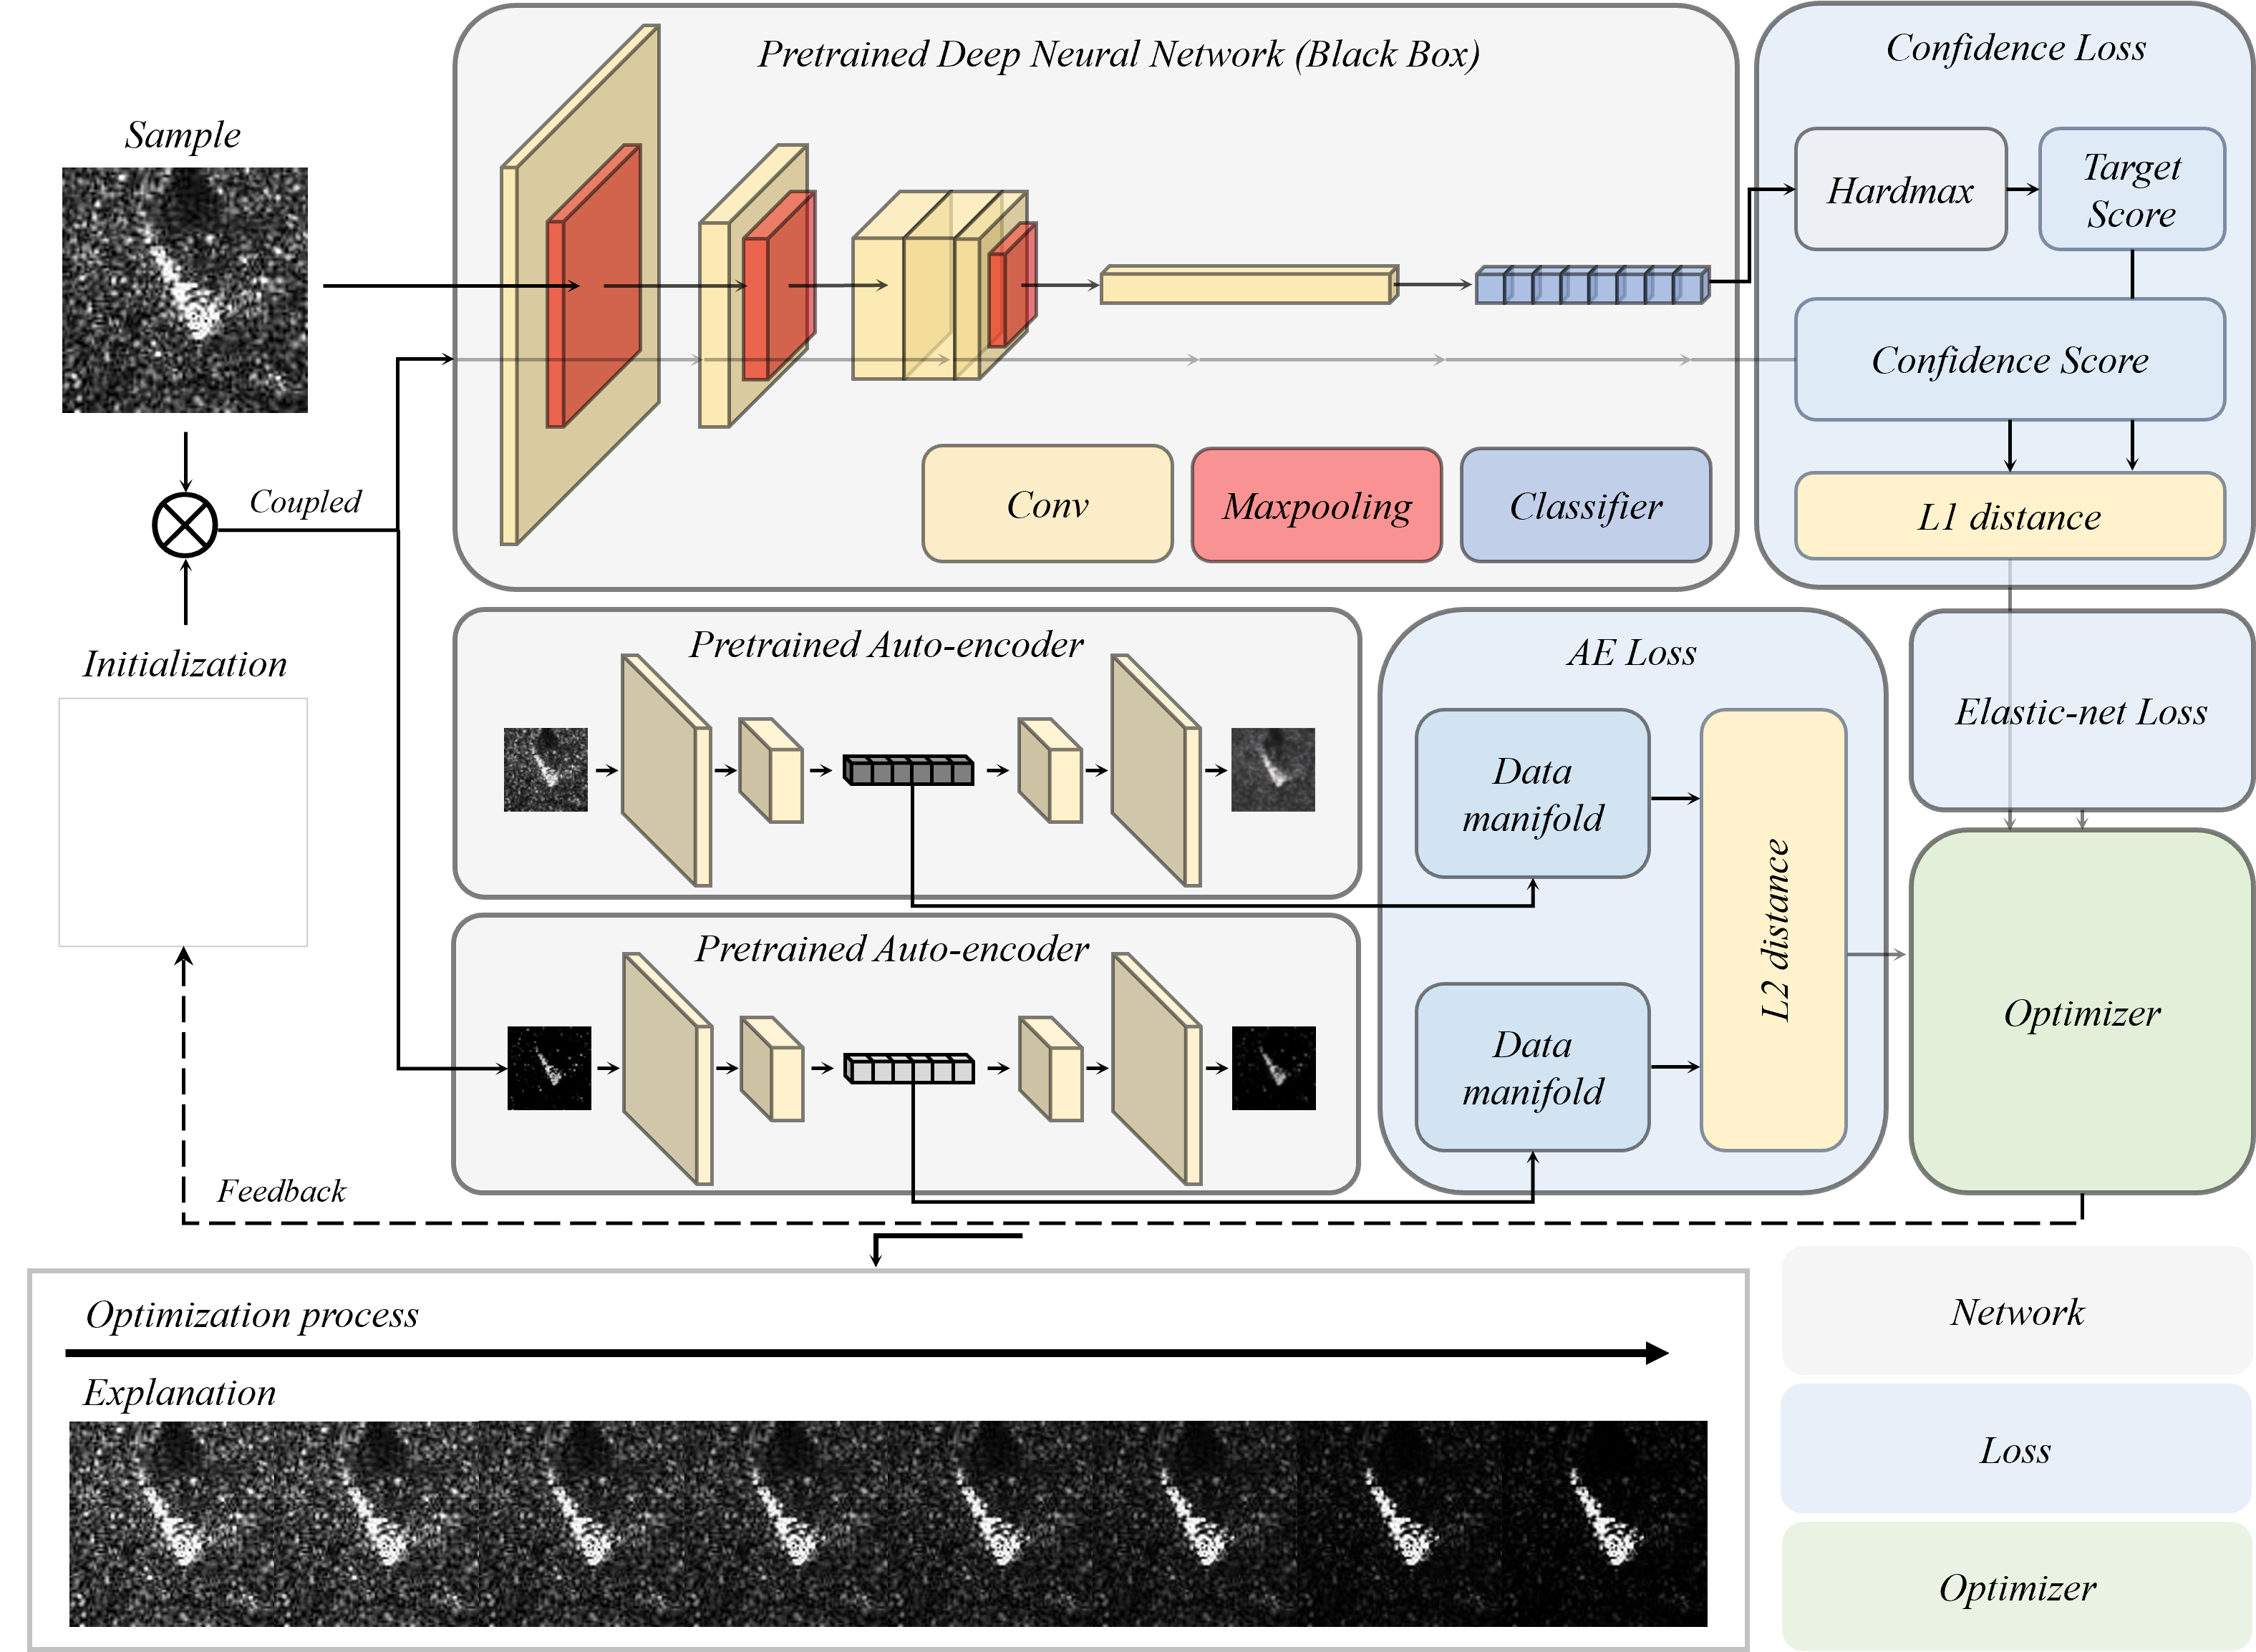 Pretrained Deep Neural Network (Black Box)
Confidence Loss
Sample
Hardmax
Target
Score
Confidence Score
Coupled
Conv
Maxpooling
Classifier
L1 distance
Initialization
Pretrained Auto-encoder
AE Loss
Elastic-net Loss
Data
manifold
L2 distance
Pretrained Auto-encoder
Data
manifold
Optimizer
Feedback
Optimization process
Explanation
Network
Loss
Optimizer